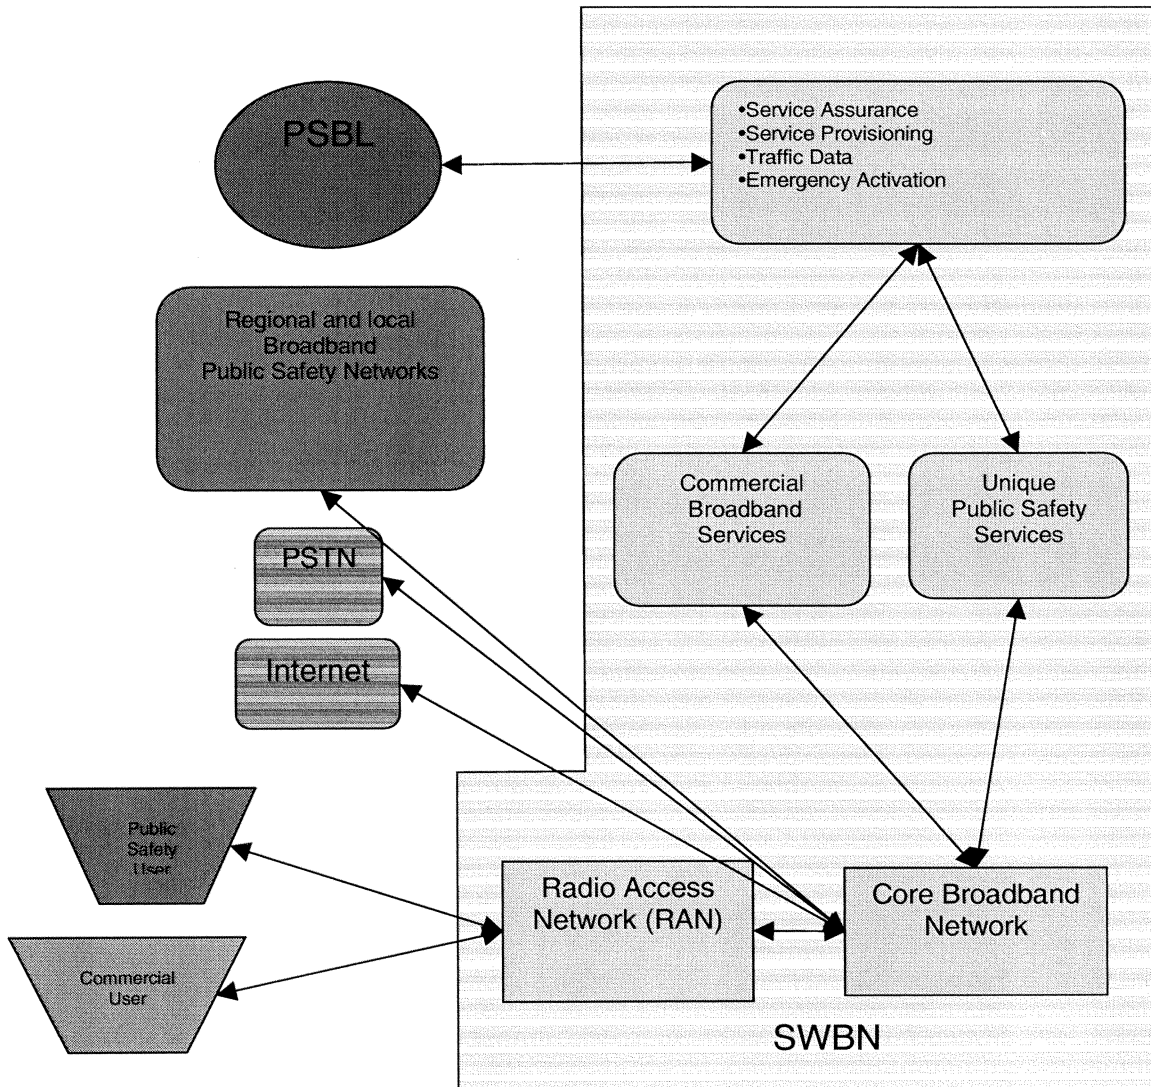 PSBL
•Service Assurance
•Service Provisioning
•Traffic Data
•Emergency Activation
Regional and local
Broadband
Public Safety Networks
Commercial
Broadband
Services
Unique
Public Safety
Services
PSTN
Internet
Public
Safety
User
Commercial
User
Radio Access
Network (RAN)
Core Broadband
Network
SWBN